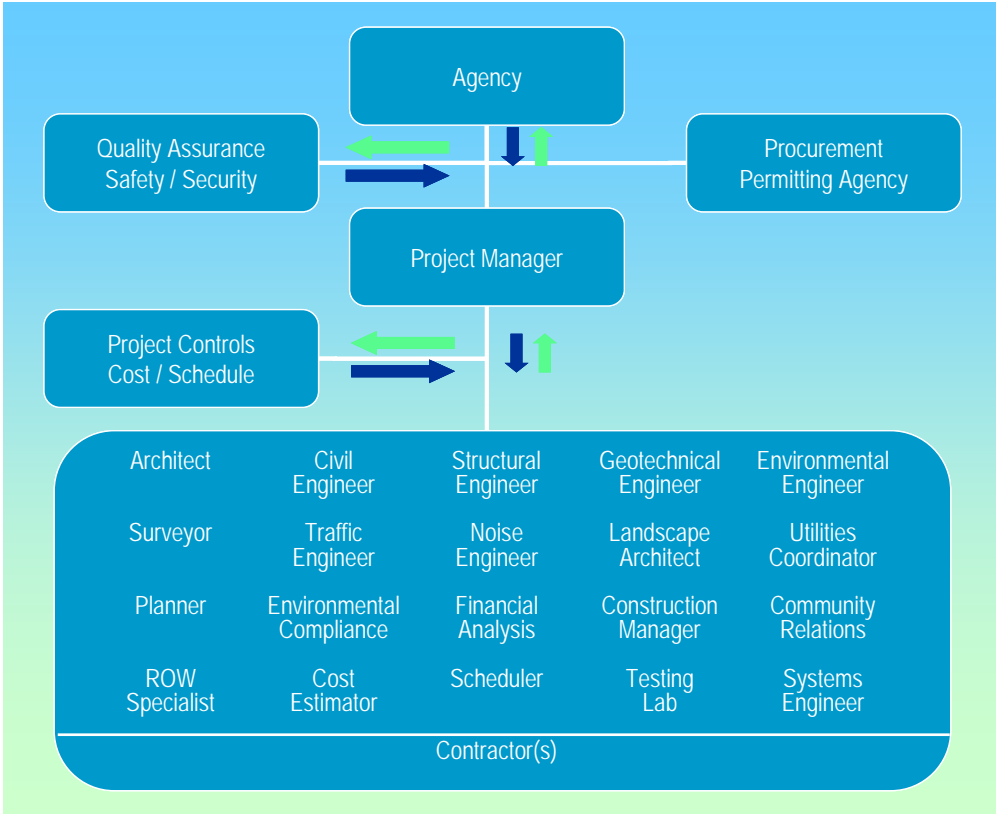 Agency
Quality Assurance
Safety / Security
Procurement
Permitting Agency
Project Manager
Project Controls
Cost / Schedule
Architect
Civil
Engineer
Structural
Engineer
Geotechnical
Engineer
Environmental
Engineer
Surveyor
Traffic
Engineer
Noise
Engineer
Landscape
Architect
Utilities
Coordinator
Planner
Environmental
Compliance
Financial
Analysis
Construction
Manager
Community
Relations
ROW
Specialist
Cost
Estimator
Scheduler
Testing
Lab
Systems
Engineer
Contractor(s)